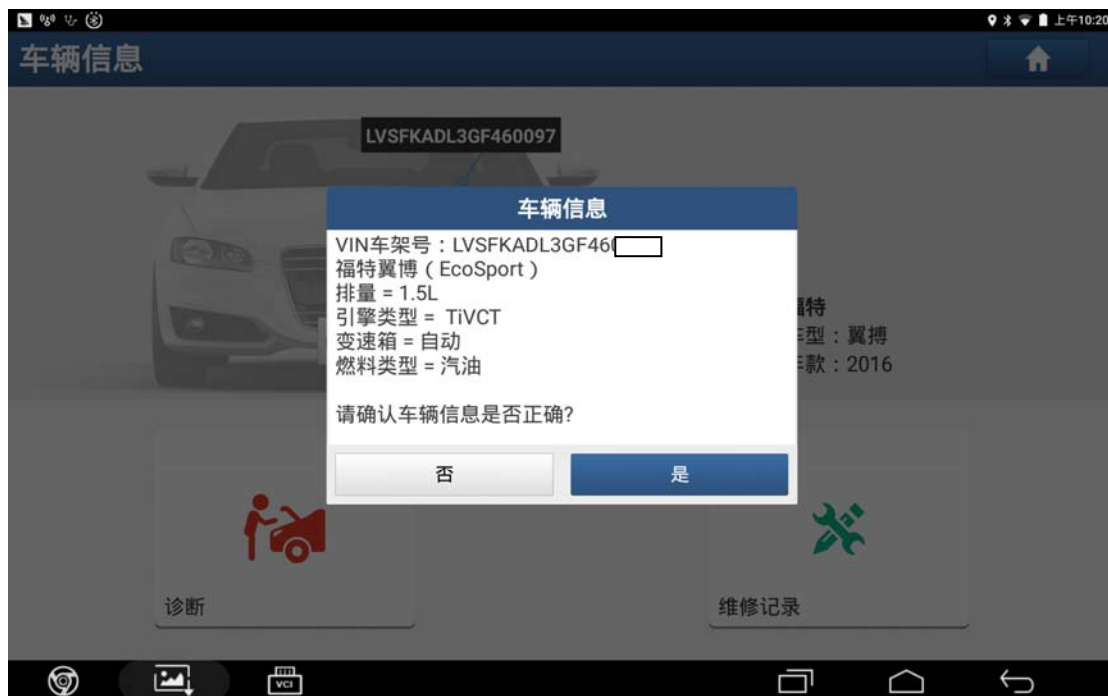 上午10:20
车辆信息
LVSFKADL3GF460097
车辆信息
VIN车架号：LVSFKADL3GF46
福特翼博（EcoSport）
排量 = 1.5L
引擎类型 = TiVCT
变速箱 = 自动
燃料类型 = 汽油
请确认车辆信息是否正确?
否
是
福特
车型：翼搏
年款：2016
诊断
维修记录
VCI